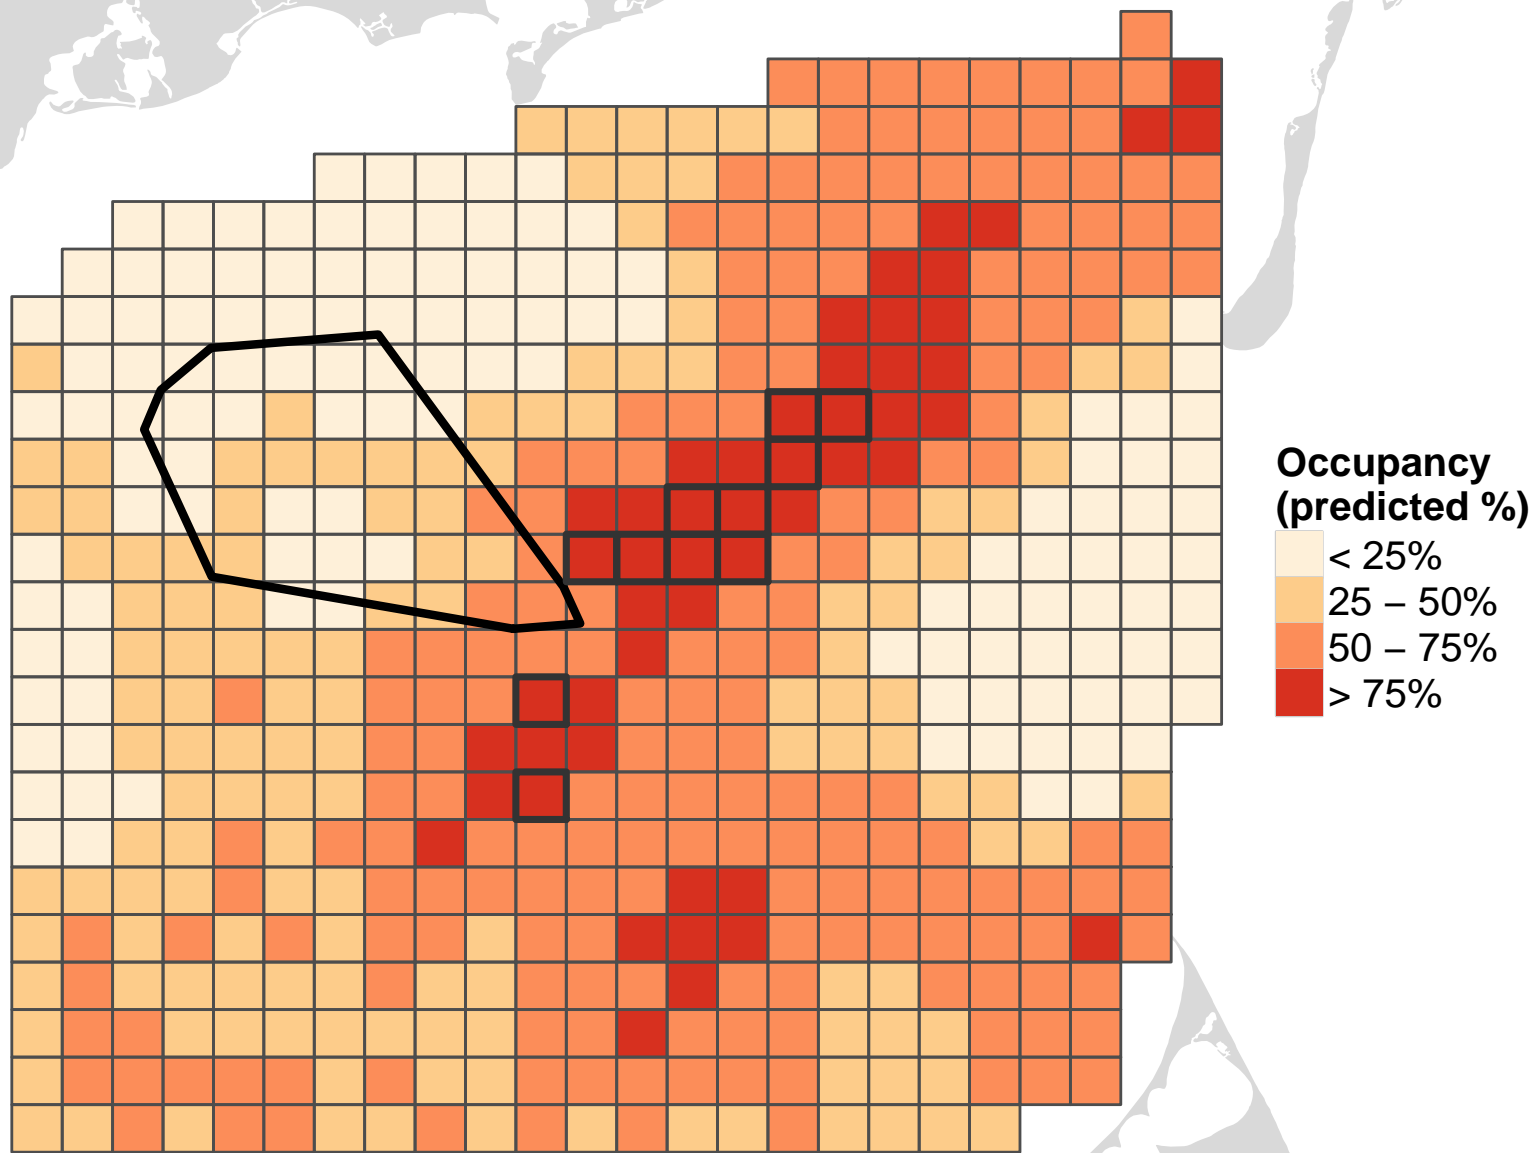 Occupancy
(predicted %)
< 25%
25 – 50%
50 – 75%
> 75%